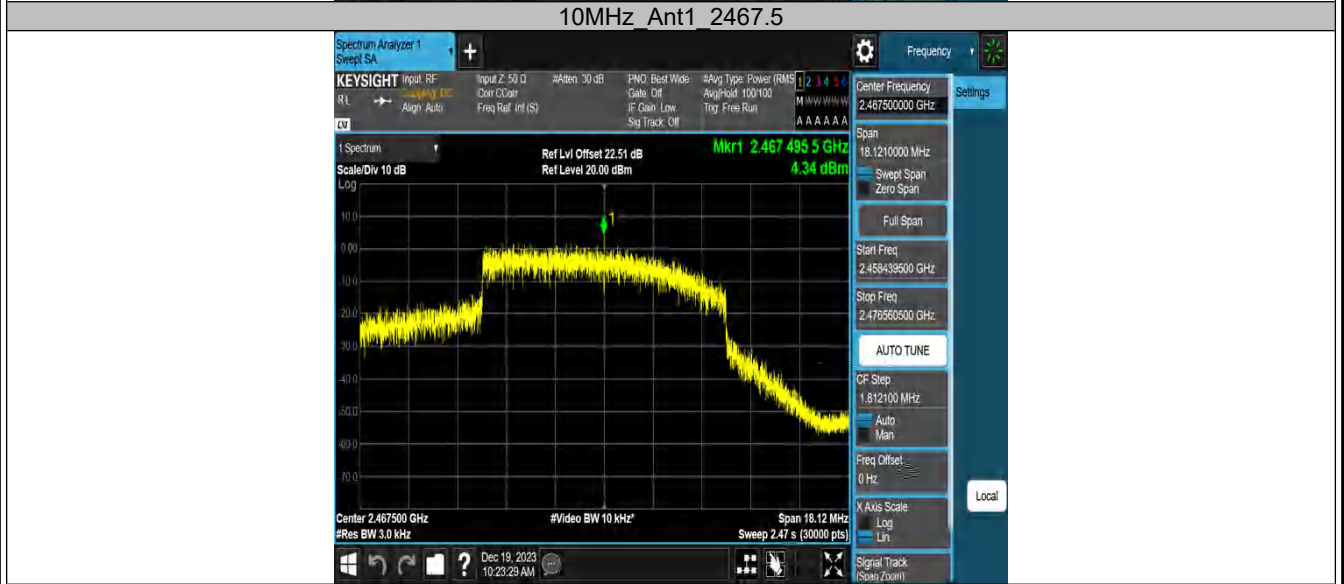 10MHz_Ant1_2467.5
Spectrum Analyzer 1
Swept SA
+
Frequency
KEYSIGHT
RL
Input: RF
Coupling: DC
Align: Auto
Input Z: 50 Ω
Corr CCorr
Freq Ref: Int (S)
#Atten: 30 dB
PNO: Best Wide
Gate: Off
IF Gain: Low
Sig Track: Off
#Avg Type: Power (RMS
Avg|Hold: 100/100
Trig: Free Run
1 2 3 4 5 6
M W W W W W
A A A A A A
Center Frequency
2.467500000 GHz
Settings
1 Spectrum
Scale/Div 10 dB
Log
Ref Lvl Offset 22.51 dB
Ref Level 20.00 dBm
Mkr1 2.467 495 5 GHz
4.34 dBm
Span
18.1210000 MHz
Swept Span
Zero Span
Full Span
Start Freq
2.458439500 GHz
Stop Freq
2.476560500 GHz
AUTO TUNE
CF Step
1.812100 MHz
Auto
Man
Freq Offset
0 Hz
X Axis Scale
Log
Lin
Local
Signal Track
(Span Zoom)
10.0
0.00
-10.0
-20.0
-30.0
-40.0
-50.0
-60.0
-70.0
1
Center 2.467500 GHz
#Res BW 3.0 kHz
#Video BW 10 kHz*
Span 18.12 MHz
Sweep 2.47 s (30000 pts)
?
Dec 19, 2023
10:23:29 AM